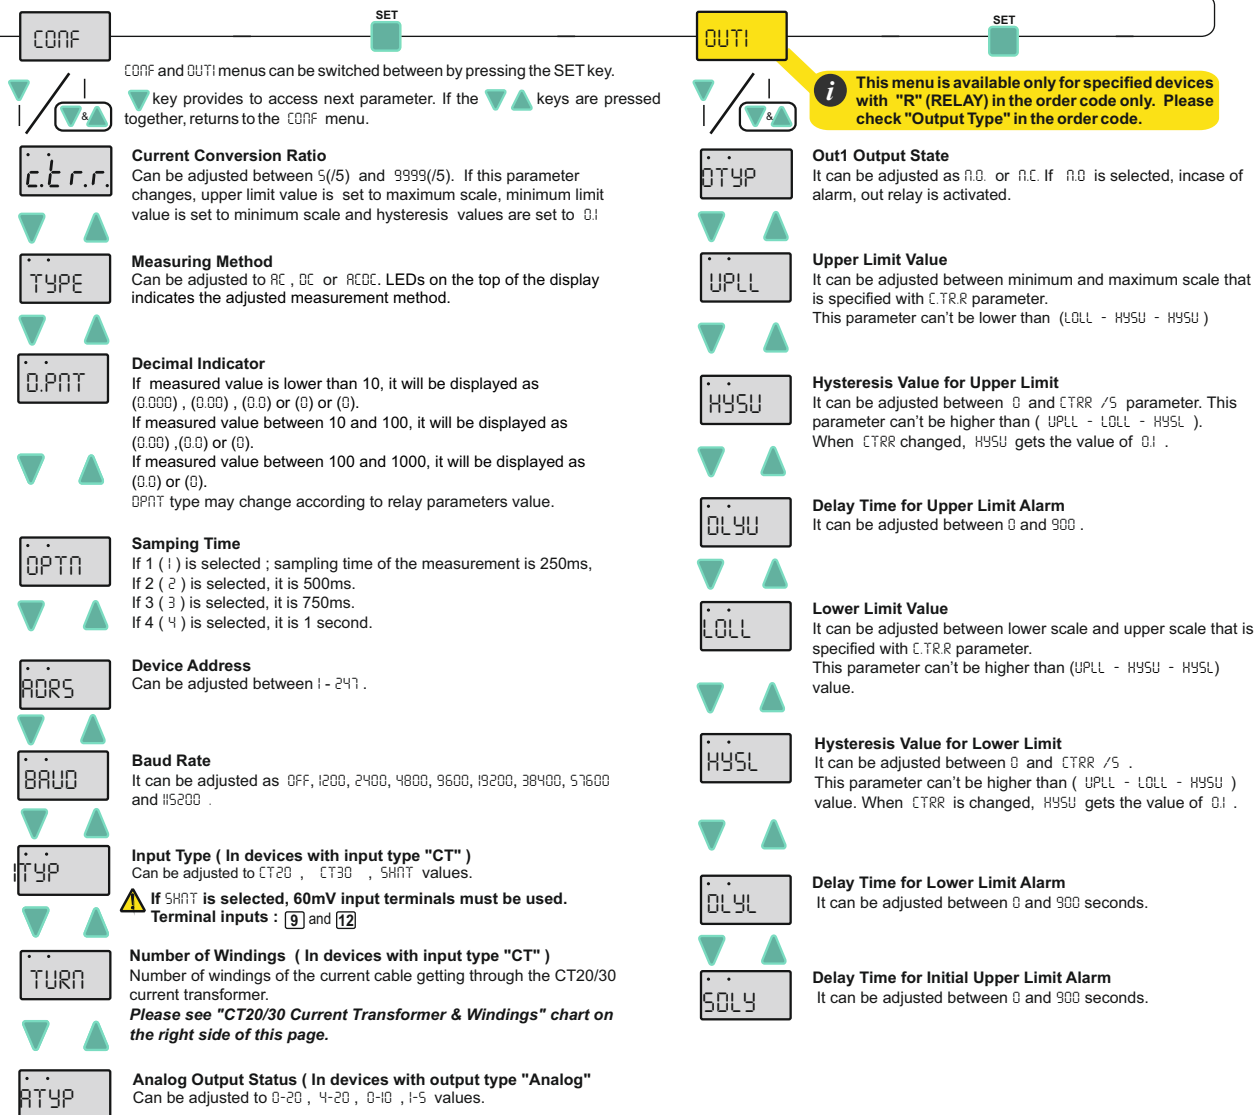 CONF
SET
CONF and OUT1 menus can be switched between by pressing the SET key.
key provides to access next parameter. If the keys are pressed
together, returns to the CONF menu.
&
c.t r.r.
Current Conversion Ratio
Can be adjusted between 5(/5) and 9999(/5). If this parameter
changes, upper limit value is set to maximum scale, minimum limit
value is set to minimum scale and hysteresis values are set to 0.1
TYPE
Measuring Method
Can be adjusted to AC , DC or ACDC. LEDs on the top of the display
indicates the adjusted measurement method.
D.PNT
Decimal Indicator
If measured value is lower than 10, it will be displayed as
(0.000) , (0.00) , (0.0) or (0) or (0).
If measured value between 10 and 100, it will be displayed as
(0.00) ,(0.0) or (0).
If measured value between 100 and 1000, it will be displayed as
(0.0) or (0).
DPNT type may change according to relay parameters value.
OPTN
Samping Time
If 1 ( 1 ) is selected ; sampling time of the measurement is 250ms,
If 2 ( 2 ) is selected, it is 500ms.
If 3 ( 3 ) is selected, it is 750ms.
If 4 ( 4 ) is selected, it is 1 second.
ADRS
Device Address
Can be adjusted between 1 - 247 .
BAUD
Baud Rate
It can be adjusted as OFF, 1200, 2400, 4800, 9600, 19200, 38400, 57600
and 115200 .
ITYP
Input Type ( In devices with input type "CT" )
Can be adjusted to CT20 , CT30 , SHNT values.
If SHNT is selected, 60mV input terminals must be used.
Terminal inputs : 9 and 12
TURN
Number of Windings ( In devices with input type "CT" )
Number of windings of the current cable getting through the CT20/30
current transformer.
Please see "CT20/30 Current Transformer & Windings" chart on
the right side of this page.
ATYP
Analog Output Status ( In devices with output type "Analog"
Can be adjusted to 0-20 , 4-20 , 0-10 , 1-5 values.
OUT1
SET
i
This menu is available only for specified devices
with "R" (RELAY) in the order code only. Please
check "Output Type" in the order code.
&
OTYP
Out1 Output State
It can be adjusted as N.O. or N.C. If N.O is selected, incase of
alarm, out relay is activated.
UPLL
Upper Limit Value
It can be adjusted between minimum and maximum scale that
is specified with C.TR.R parameter.
This parameter can't be lower than (LOLL - HYSU - HYSU )
HYSU
Hysteresis Value for Upper Limit
It can be adjusted between 0 and CTRR /5 parameter. This
parameter can't be higher than ( UPLL - LOLL - HYSL ).
When CTRR changed, HYSU gets the value of 0.1 .
DLYU
Delay Time for Upper Limit Alarm
It can be adjusted between 0 and 900 .
LOLL
Lower Limit Value
It can be adjusted between lower scale and upper scale that is
specified with C.TR.R parameter.
This parameter can't be higher than (UPLL - HYSU - HYSL)
value.
HYSL
Hysteresis Value for Lower Limit
It can be adjusted between 0 and CTRR /5 .
This parameter can't be higher than ( UPLL - LOLL - HYSU )
value. When CTRR is changed, HYSU gets the value of 0.1 .
DLYL
Delay Time for Lower Limit Alarm
It can be adjusted between 0 and 900 seconds.
SDLY
Delay Time for Initial Upper Limit Alarm
It can be adjusted between 0 and 900 seconds.